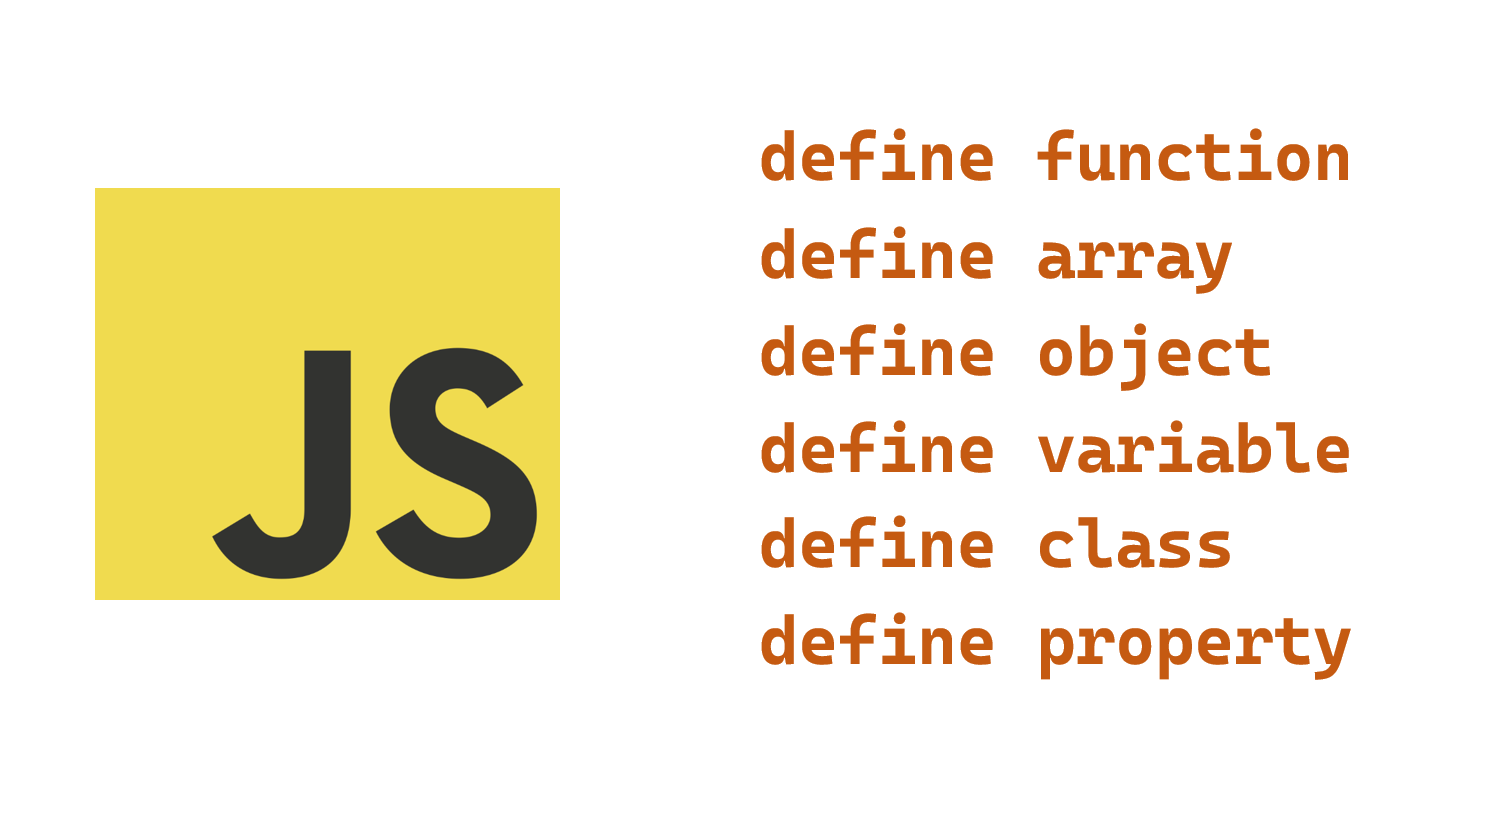 JS
define function
define array
define object
define variable
define class
define property